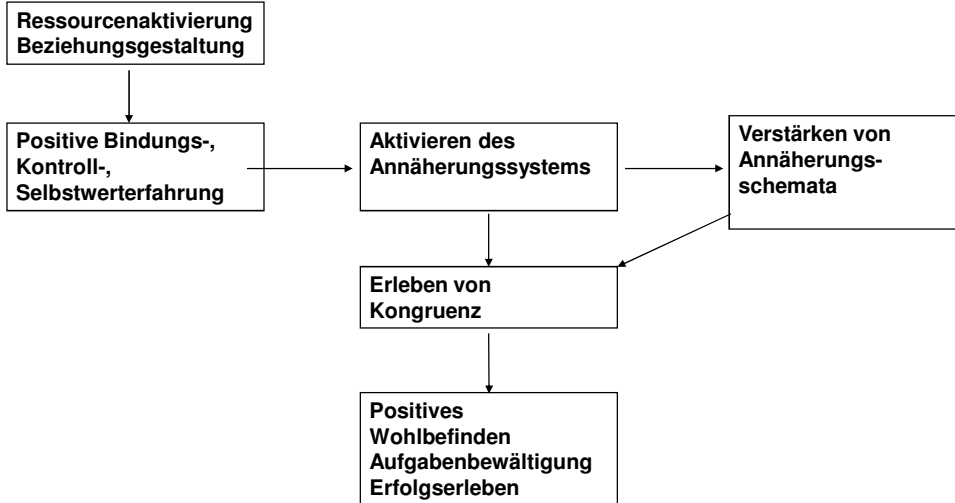 Ressourcenaktivierung
Beziehungsgestaltung
Positive Bindungs-,
Kontroll-,
Selbstwerterfahrung
Aktivieren des
Annäherungssystems
Verstärken von
Annäherungs-
schemata
Erleben von
Kongruenz
Positives
Wohlbefinden
Aufgabenbewältigung
Erfolgserleben